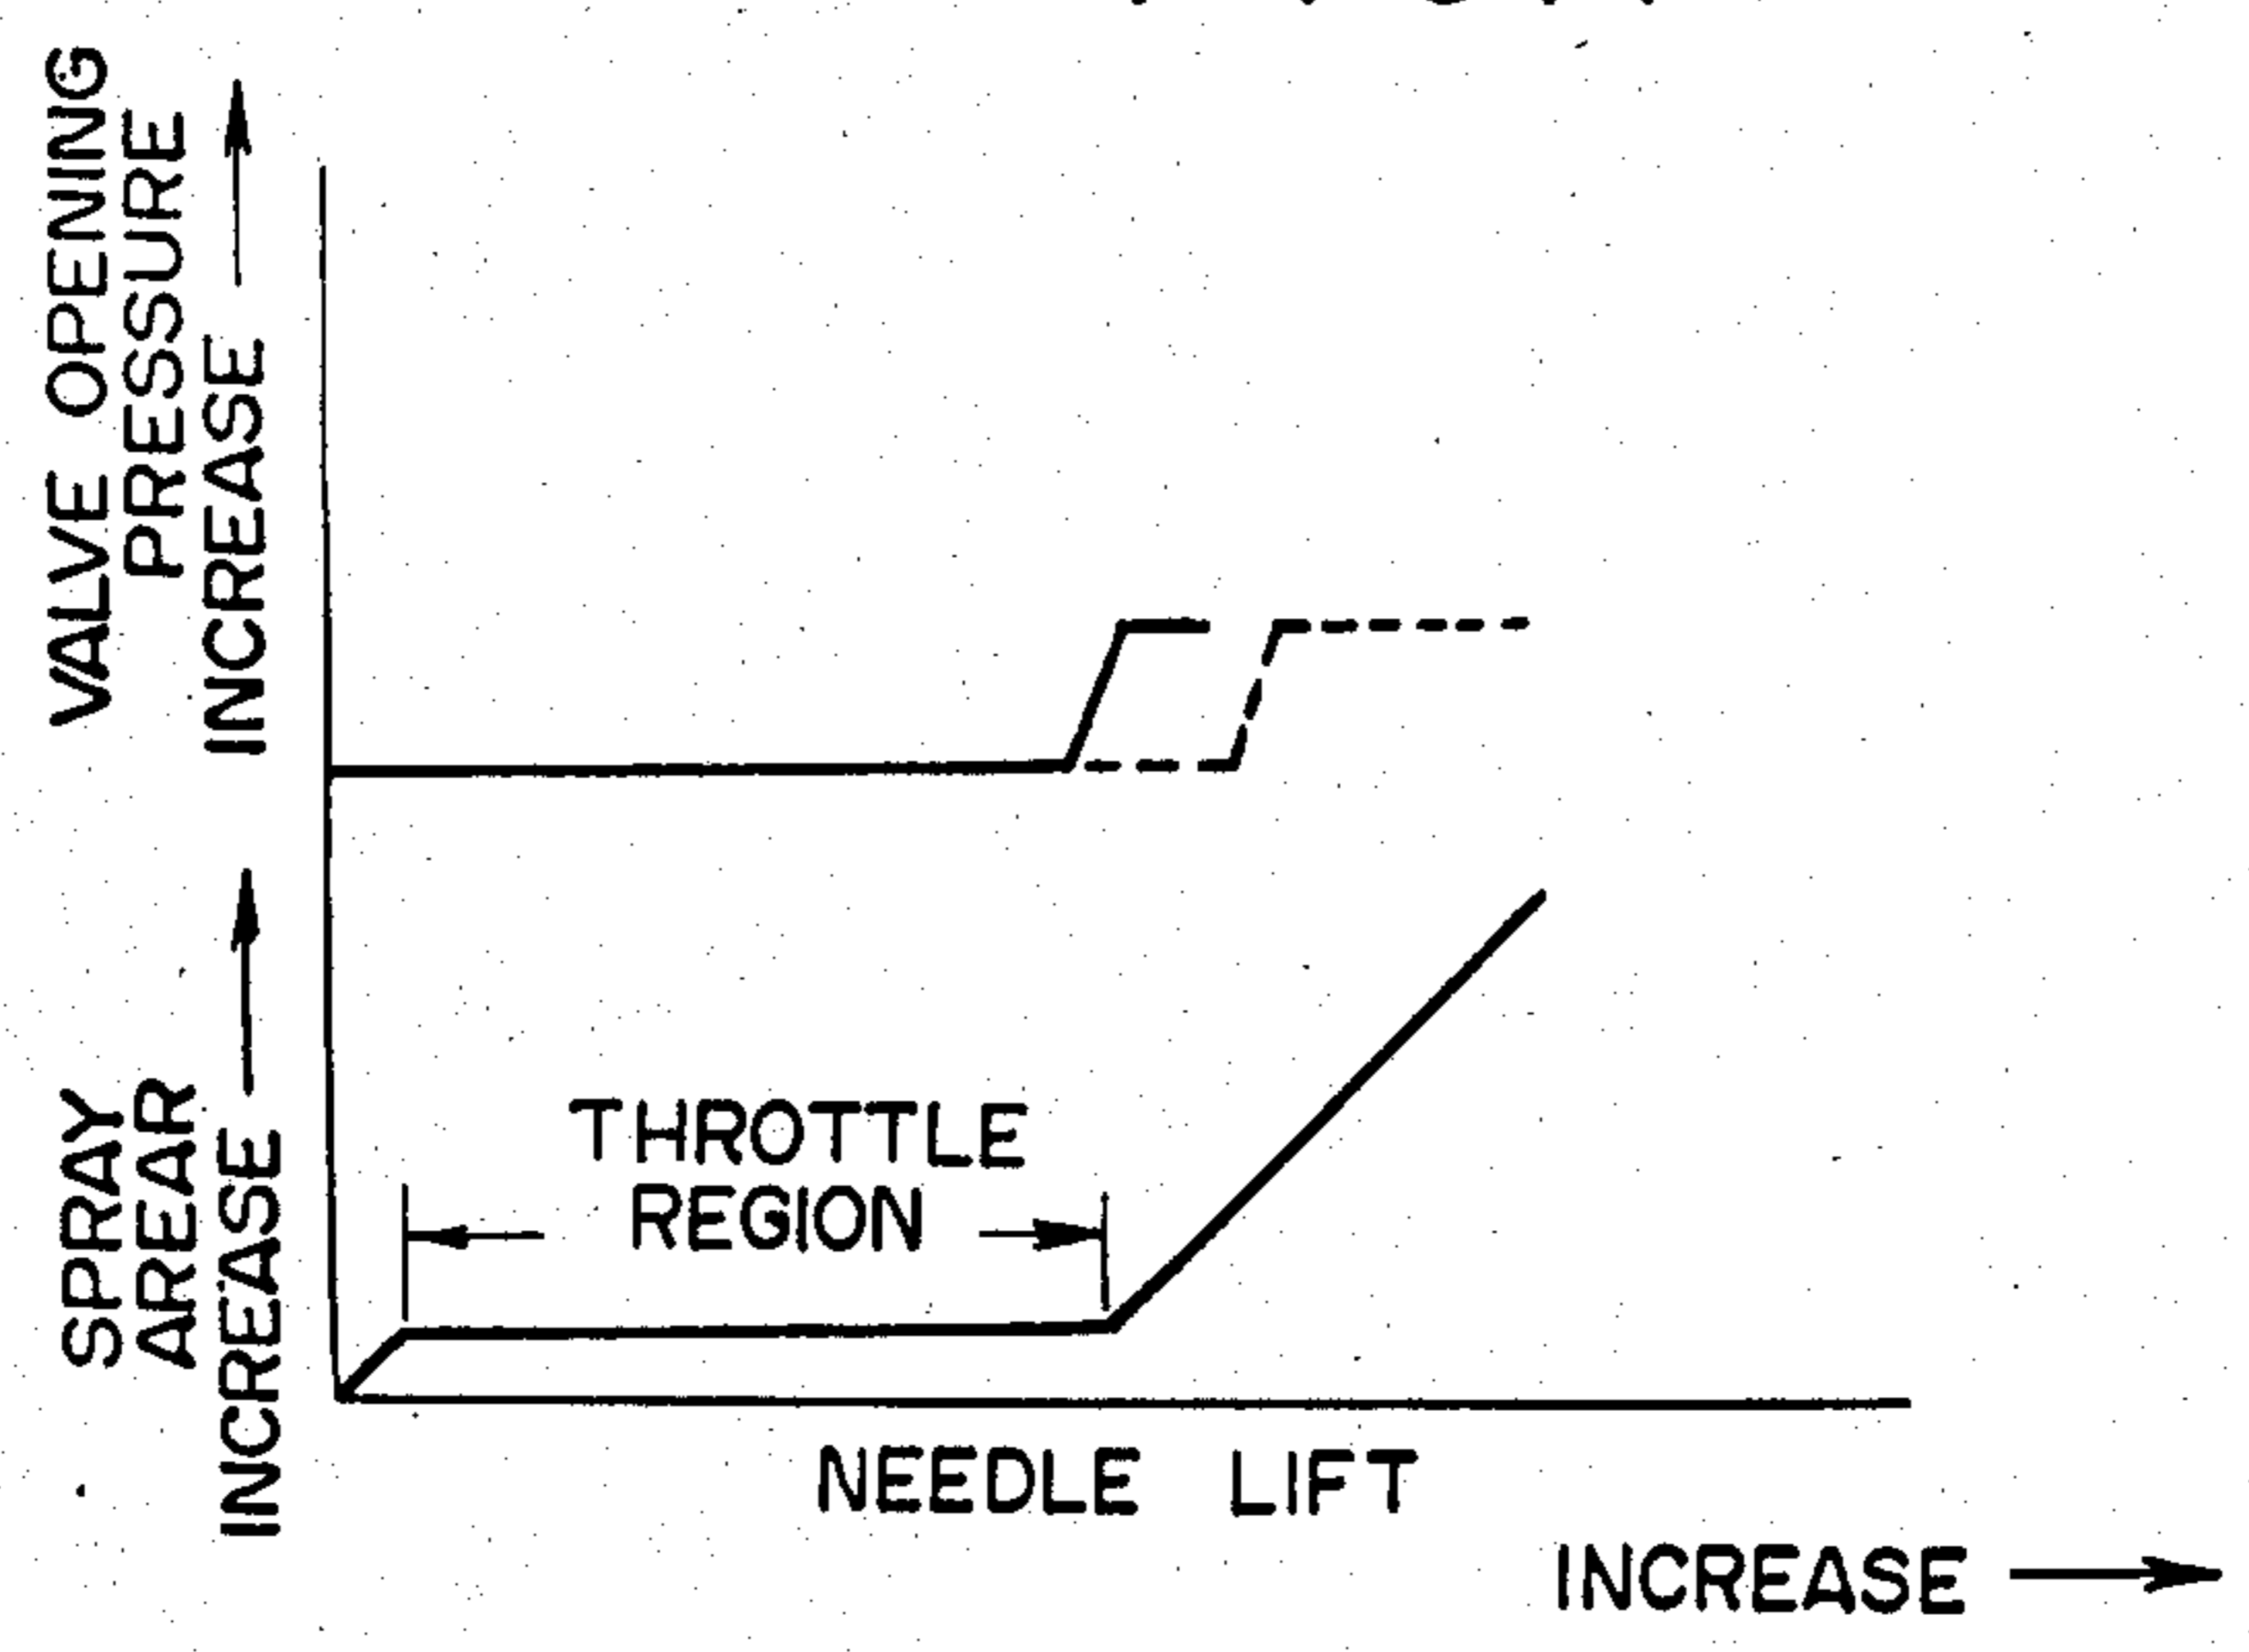 VALVE OPENING
PRESSURE
INCREASE
SPRAY
AREAR
INCREASE
THROTTLE
REGION
NEEDLE LIFT
INCREASE